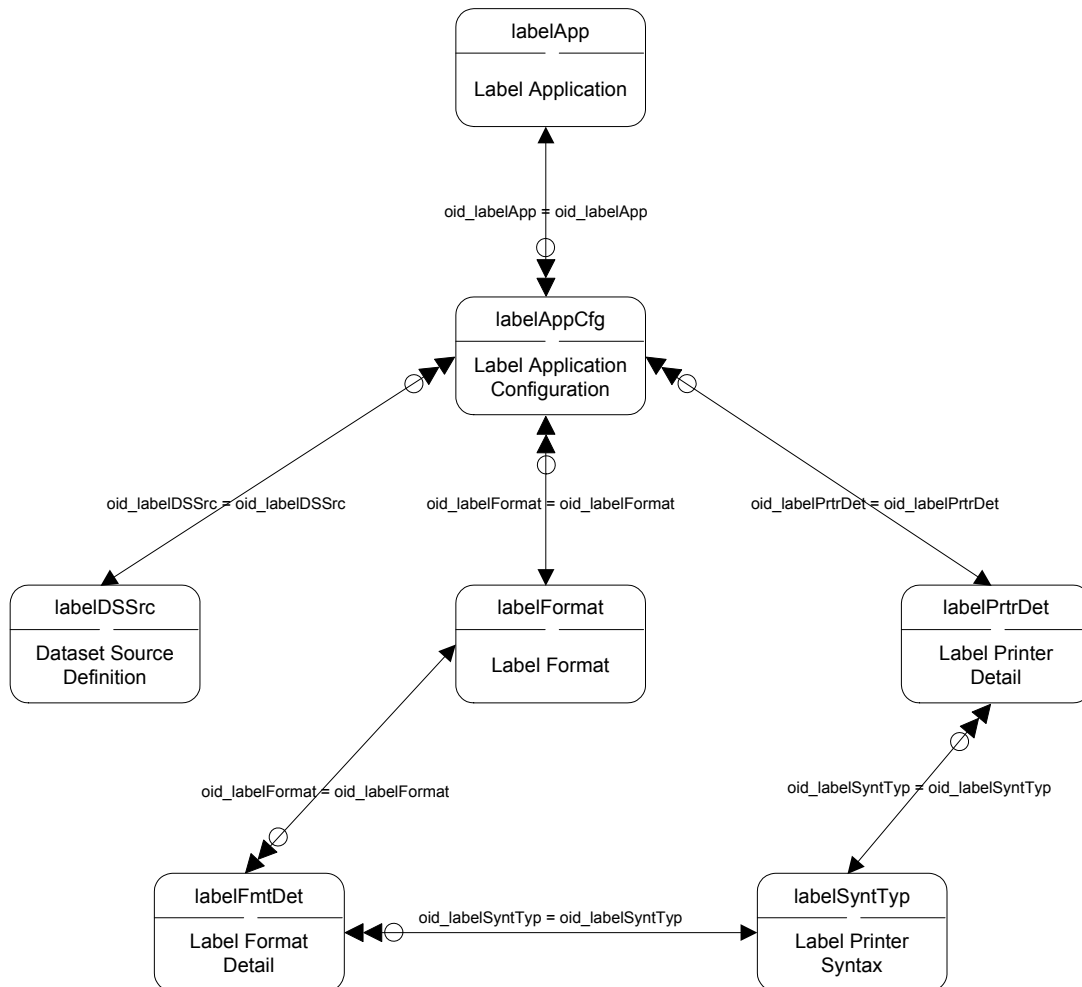 labelApp
Label Application
oid_labelApp = oid_labelApp
labelAppCfg
Label Application
Configuration
oid_labelDSSrc = oid_labelDSSrc
oid_labelFormat = oid_labelFormat
oid_labelPrtrDet = oid_labelPrtrDet
labelDSSrc
Dataset Source
Definition
labelFormat
Label Format
labelPrtrDet
Label Printer
Detail
oid_labelFormat = oid_labelFormat
oid_labelSyntTyp = oid_labelSyntTyp
labelFmtDet
Label Format
Detail
oid_labelSyntTyp = oid_labelSyntTyp
labelSyntTyp
Label Printer
Syntax